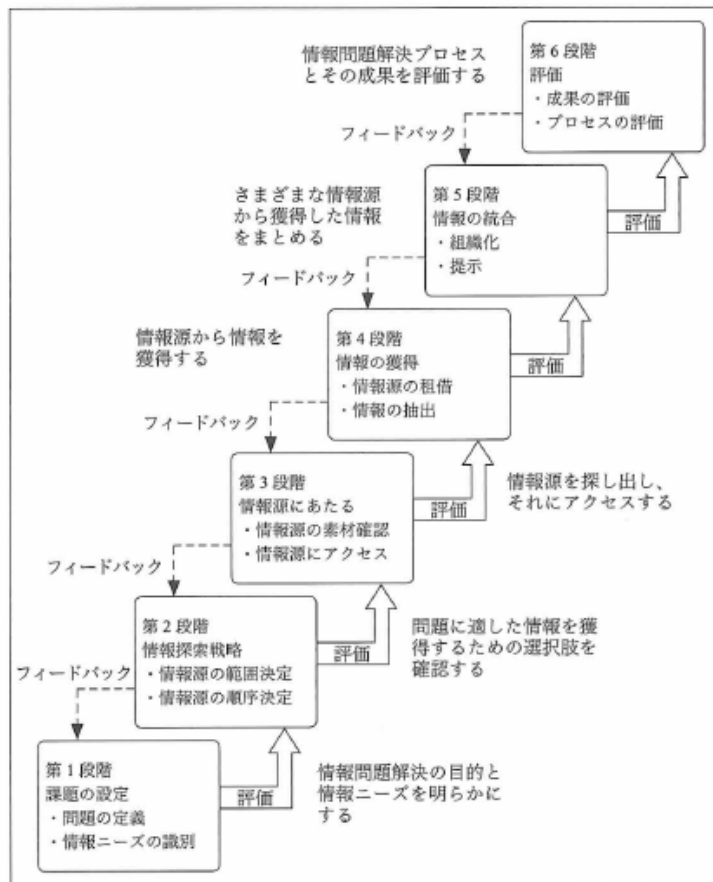 情報問題解決プロセス
とその成果を評価する
第6段階
評価
・成果の評価
・プロセスの評価
フィードバック
評価
さまざまな情報源
から獲得した情報
をまとめる
第5段階
情報の統合
・組織化
・提示
フィードバック
評価
情報源から情報を
獲得する
第4段階
情報の獲得
・情報源の租借
・情報の抽出
フィードバック
評価
情報源を探し出し、
それにアクセスする
第3段階
情報源にあたる
・情報源の素材確認
・情報源にアクセス
フィードバック
評価
問題に適した情報を獲
得するための選択肢を
確認する
第2段階
情報探索戦略
・情報源の範囲決定
・情報源の順序決定
フィードバック
評価
情報問題解決の目的と
情報ニーズを明らかに
する
第1段階
課題の設定
・問題の定義
・情報ニーズの識別